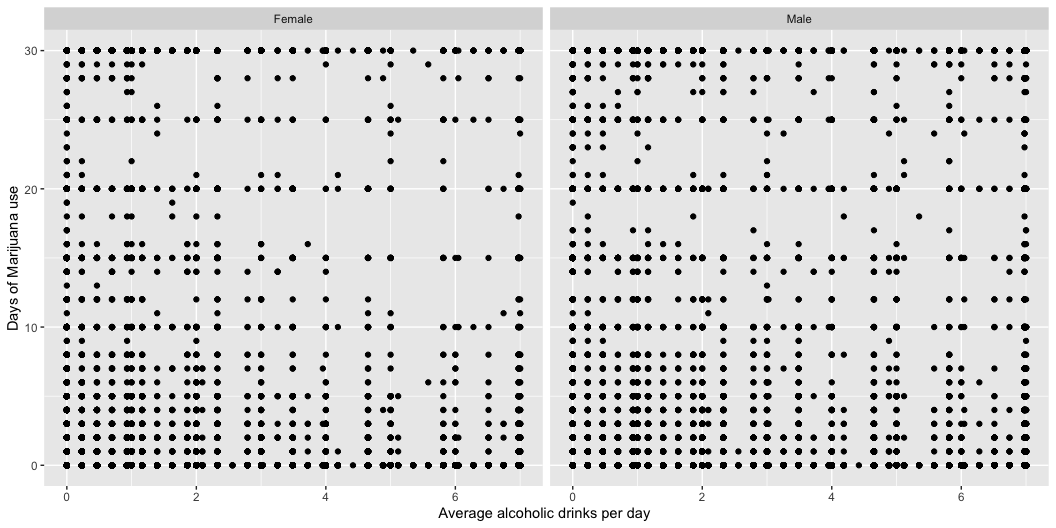 Female
Male
30
20
10
0
Days of Marijuana use
0 2 4 6
0 2 4 6
Average alcoholic drinks per day